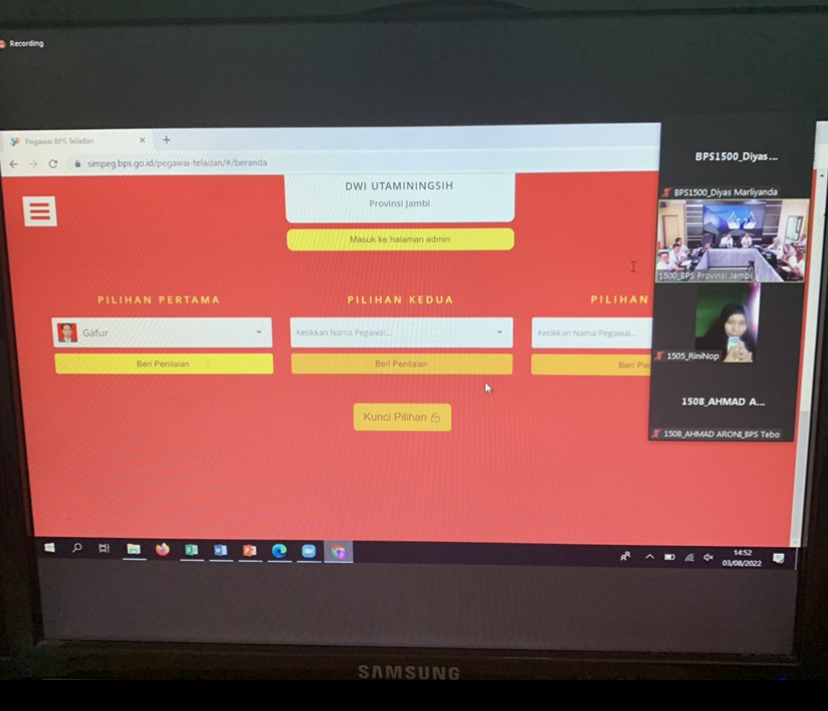 Recording
Pegawai BPS Teladan
simpeg.bps.go.id/pegawai-teladan/#/beranda
DWI UTAMININGSIH
Provinsi Jambi
Masuk ke halaman admin
PILIHAN PERTAMA
PILIHAN KEDUA
PILIHAN
Gafur
Ketikkan Nama Pegawai...
Ketikkan Nama Pegawai...
Beri Penilaian
Beri Penilaian
Beri Pe
Kunci Pilihan
BPS1500_Diyas...
BPS1500_Diyas Marliyanda
1500_BPS Provinsi Jambi
1505_RiniNop
1508_AHMAD A...
1508_AHMAD ARONI_BPS Tebo
14:52
03/08/2022
SAMSUNG